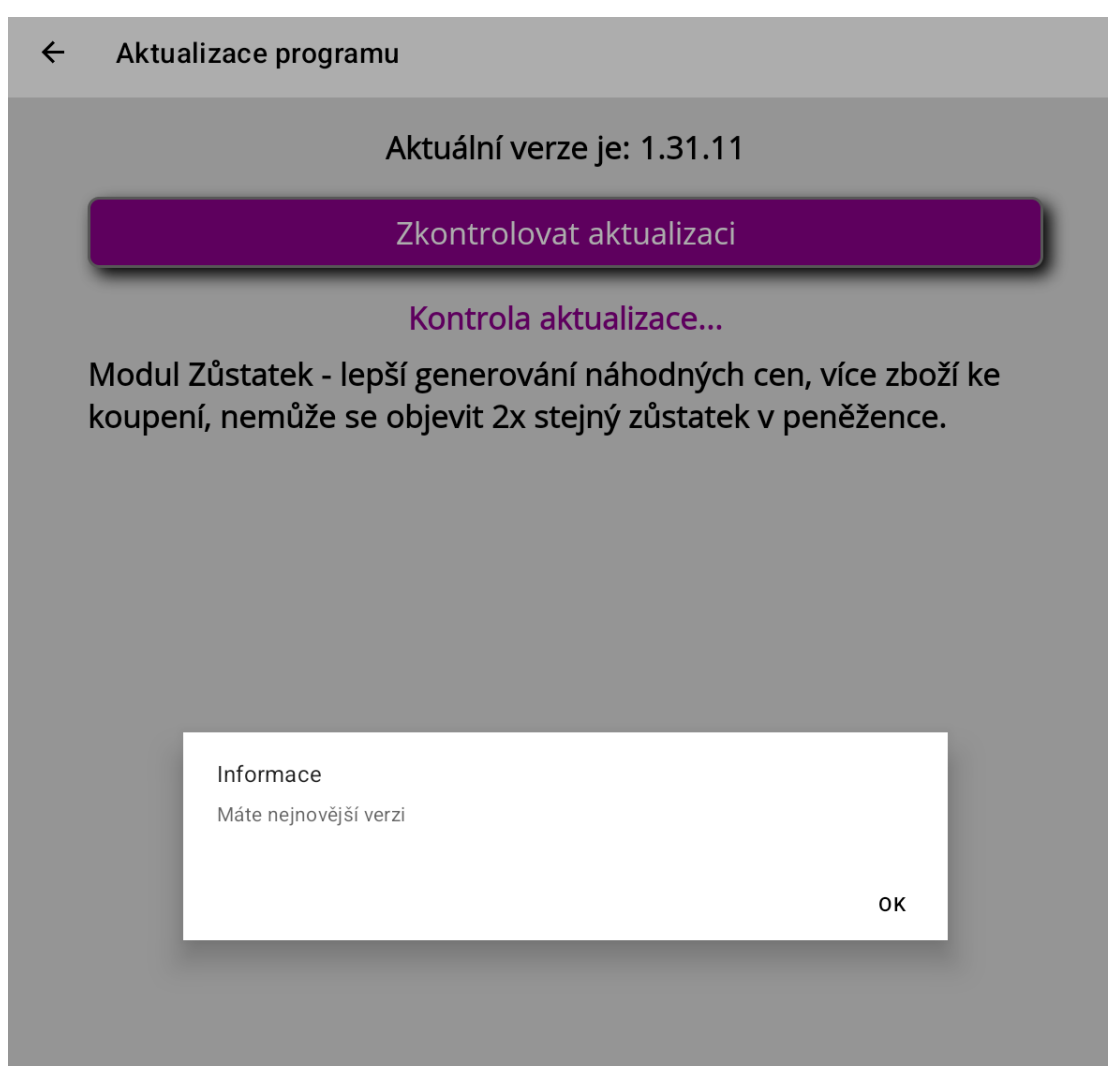 Aktualizace programu
Aktuální verze je: 1.31.11
Zkontrolovat aktualizaci
Kontrola aktualizace...
Modul Zůstatek - lepší generování náhodných cen, více zboží ke
koupení, nemůže se objevit 2x stejný zůstatek v peněžence.
Informace
Máte nejnovější verzi
OK